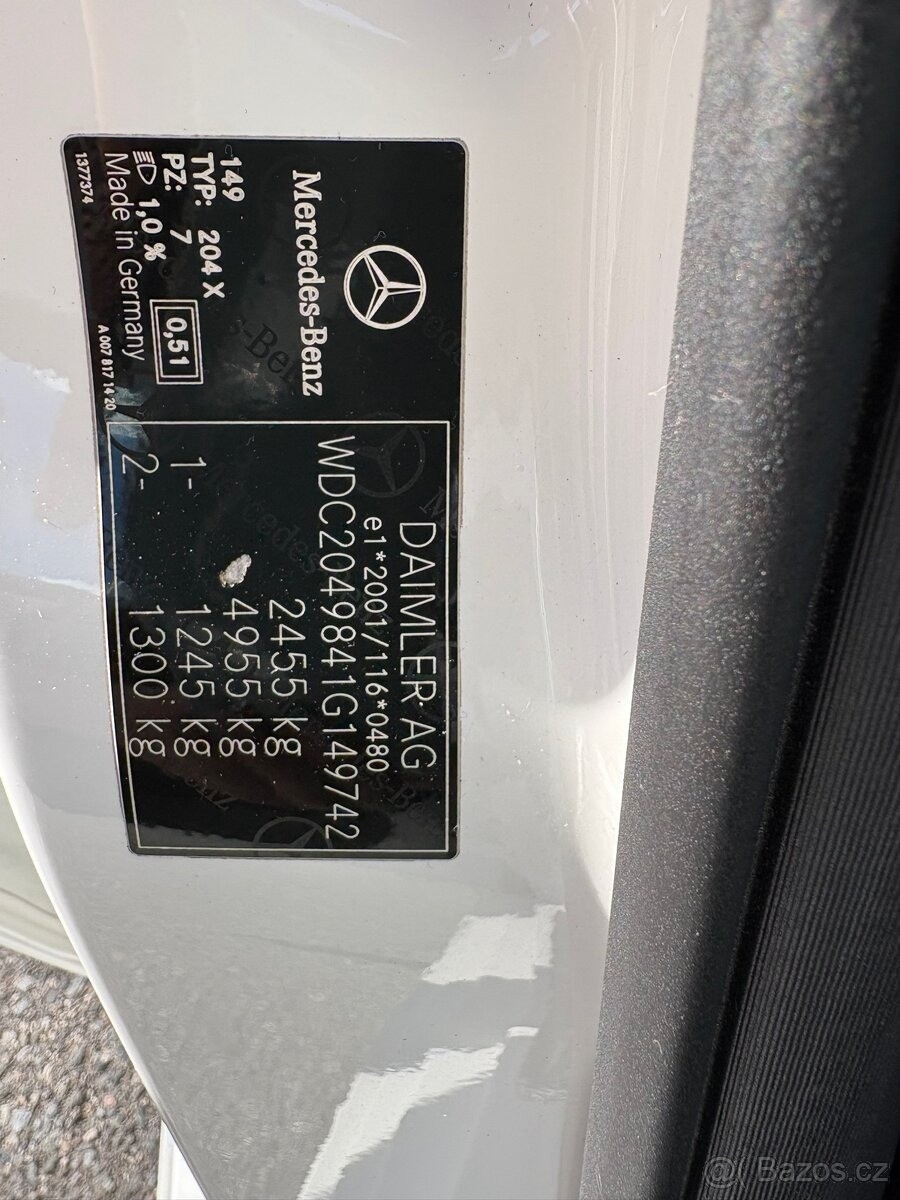 Mercedes-Benz
149
TYP: 204 X
PZ: 7
1,0 %
0,51
Made in Germany
1377374
A 007 817 14 20
DAIMLER AG
e1*2001/116*0480
WDC2049841G149742
2455 kg
4955 kg
1- 1245 kg
2- 1300 kg
Bazos.cz